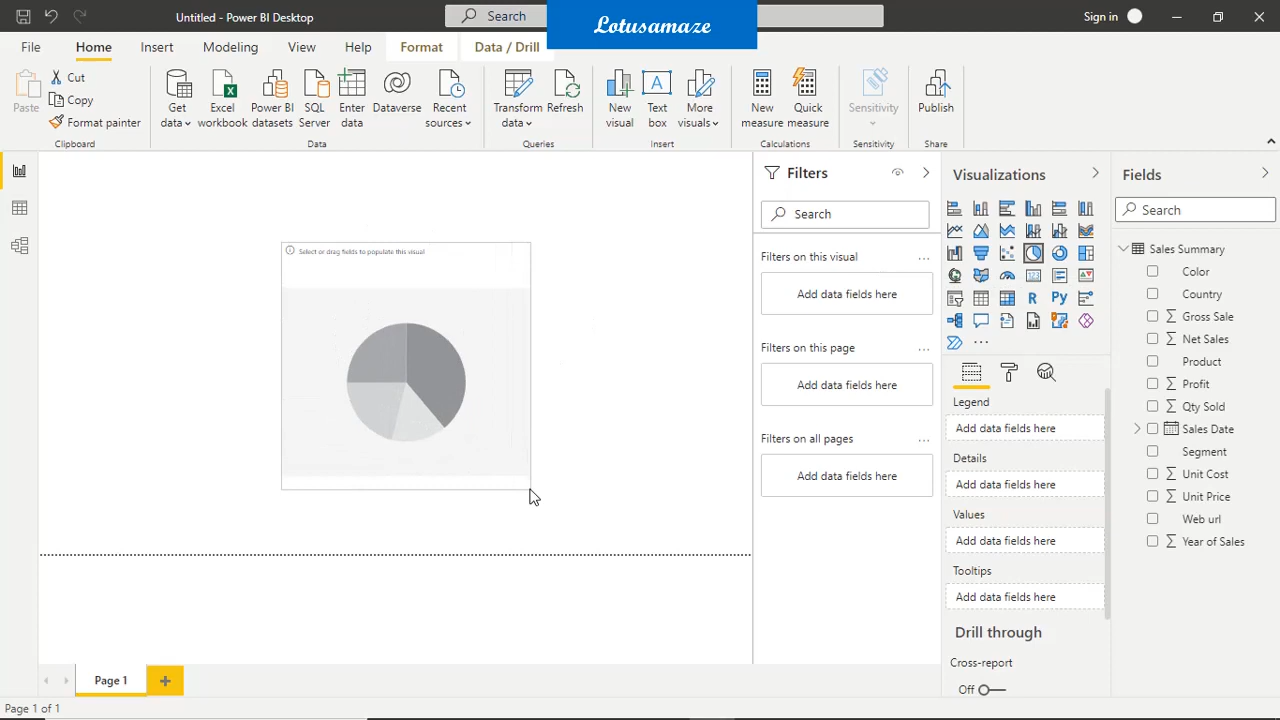 Untitled - Power BI Desktop
Search
Lotusamaze
Sign in
File
Home
Insert
Modeling
View
Help
Format
Data / Drill
Paste
Cut
Copy
Format painter
Clipboard
Get data
Excel workbook
Power BI datasets
SQL Server
Enter data
Dataverse
Recent sources
Data
Transform data
Refresh
Queries
New visual
Text box
More visuals
Insert
New measure
Quick measure
Calculations
Sensitivity
Sensitivity
Publish
Share
Select or drag fields to populate this visual
Filters
Search
Filters on this visual
...
Add data fields here
Filters on this page
...
Add data fields here
Filters on all pages
...
Add data fields here
Visualizations
R
Py
123
...
Legend
Add data fields here
Details
Add data fields here
Values
Add data fields here
Tooltips
Add data fields here
Drill through
Cross-report
Off
Fields
Search
Sales Summary
Color
Country
Σ Gross Sale
Σ Net Sales
Product
Σ Profit
Σ Qty Sold
Sales Date
Segment
Σ Unit Cost
Σ Unit Price
Web url
Σ Year of Sales
Page 1
Page 1 of 1